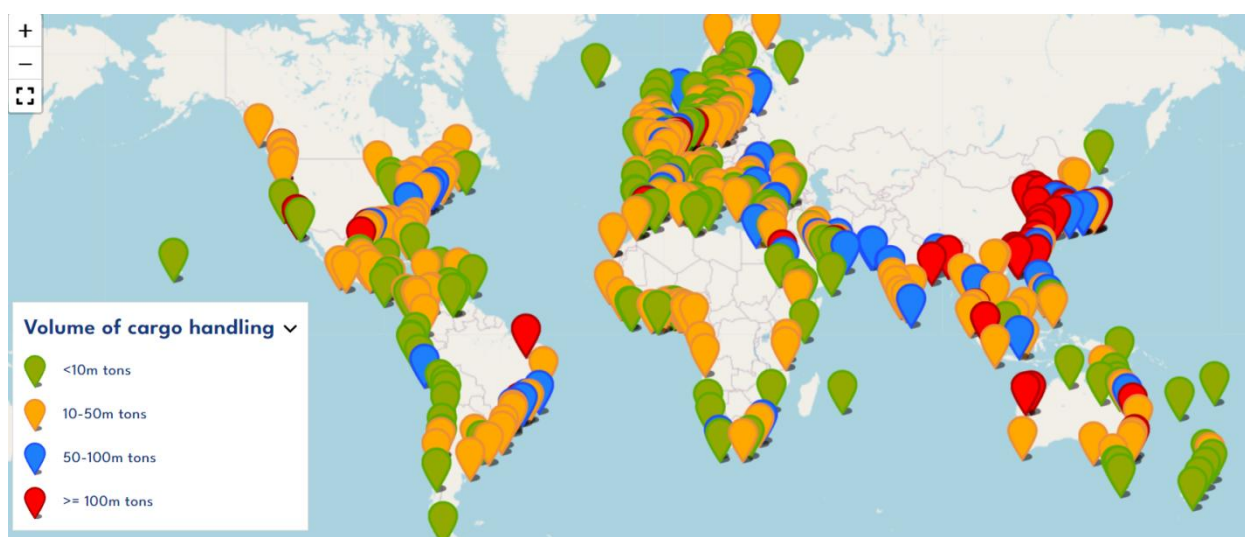 +
−
Volume of cargo handling
<10m tons
10-50m tons
50-100m tons
>= 100m tons